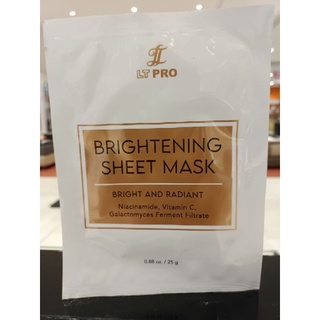 LT PRO
BRIGHTENING
SHEET MASK
BRIGHT AND RADIANT
Niacinamide, Vitamin C,
Galactomyces Ferment Filtrate
0.88 oz. / 25 g